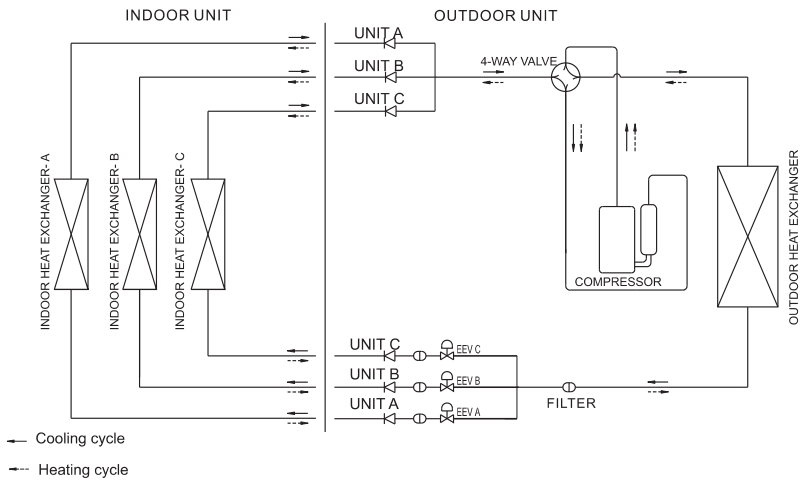 INDOOR UNIT
OUTDOOR UNIT
UNIT A
UNIT B
UNIT C
4-WAY VALVE
INDOOR HEAT EXCHANGER- A
INDOOR HEAT EXCHANGER- B
INDOOR HEAT EXCHANGER- C
OUTDOOR HEAT EXCHANGER
COMPRESSOR
UNIT C
EEV C
UNIT B
EEV B
UNIT A
EEV A
FILTER
Cooling cycle
Heating cycle